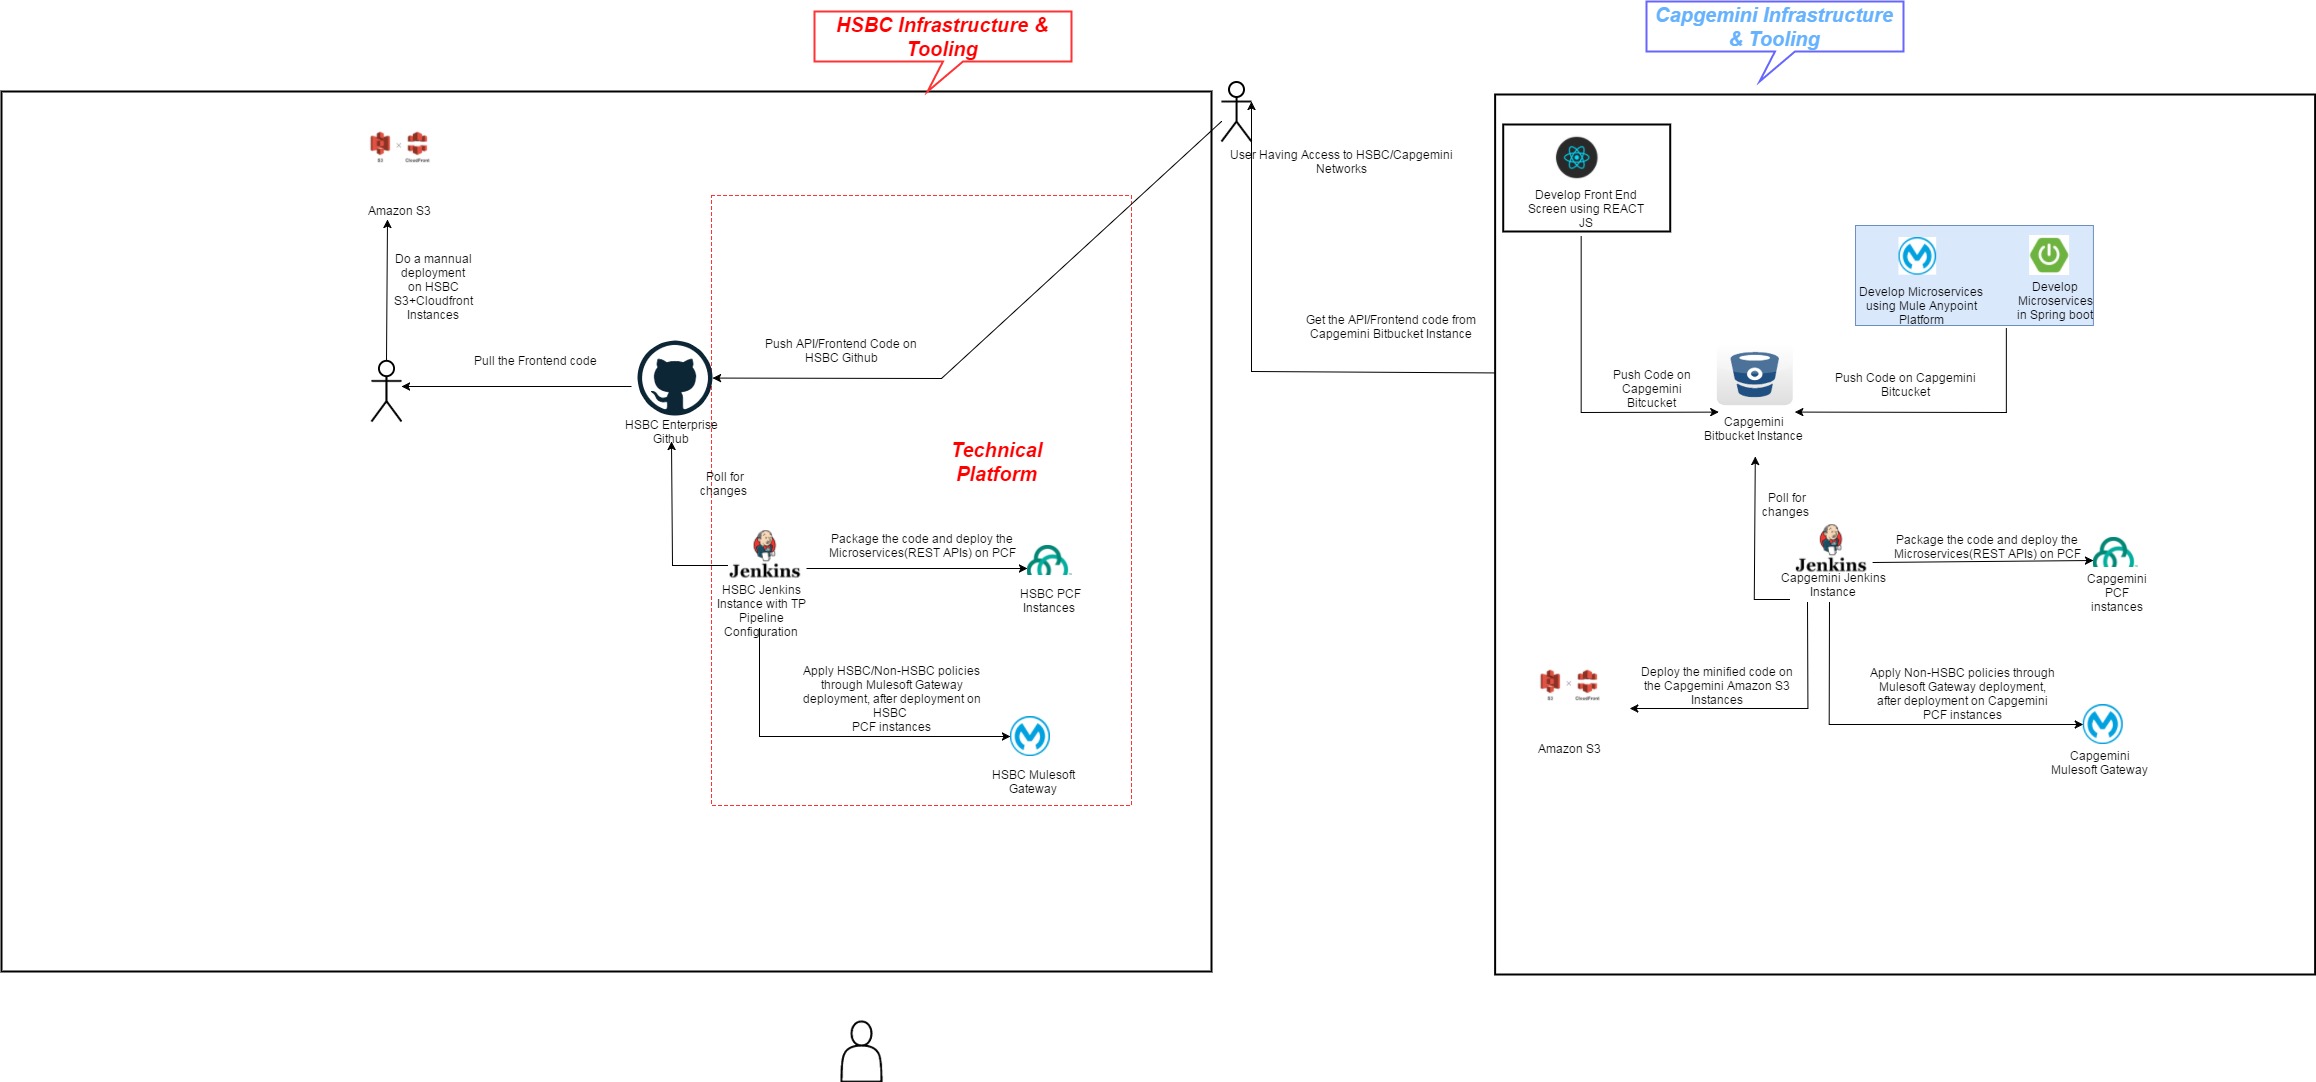 HSBC Infrastructure &
Tooling
Capgemini Infrastructure
& Tooling
S3
CloudFront
Amazon S3
Do a mannual
deployment
on HSBC
S3+Cloudfront
Instances
Pull the Frontend code
HSBC Enterprise
Github
Push API/Frontend Code on
HSBC Github
Technical
Platform
Poll for
changes
Jenkins
HSBC Jenkins
Instance with TP
Pipeline
Configuration
Package the code and deploy the
Microservices(REST APIs) on PCF
HSBC PCF
Instances
Apply HSBC/Non-HSBC policies
through Mulesoft Gateway
deployment, after deployment on
HSBC
PCF instances
HSBC Mulesoft
Gateway
User Having Access to HSBC/Capgemini
Networks
Get the API/Frontend code from
Capgemini Bitbucket Instance
Develop Front End
Screen using REACT
JS
Develop Microservices
using Mule Anypoint
Platform
Develop
Microservices
in Spring boot
Push Code on
Capgemini
Bitcucket
Push Code on Capgemini
Bitcucket
Capgemini
Bitbucket Instance
Poll for
changes
Jenkins
Capgemini Jenkins
Instance
Package the code and deploy the
Microservices(REST APIs) on PCF
Capgemini
PCF
instances
Deploy the minified code on
the Capgemini Amazon S3
Instances
S3
CloudFront
Amazon S3
Apply Non-HSBC policies through
Mulesoft Gateway deployment,
after deployment on Capgemini
PCF instances
Capgemini
Mulesoft Gateway